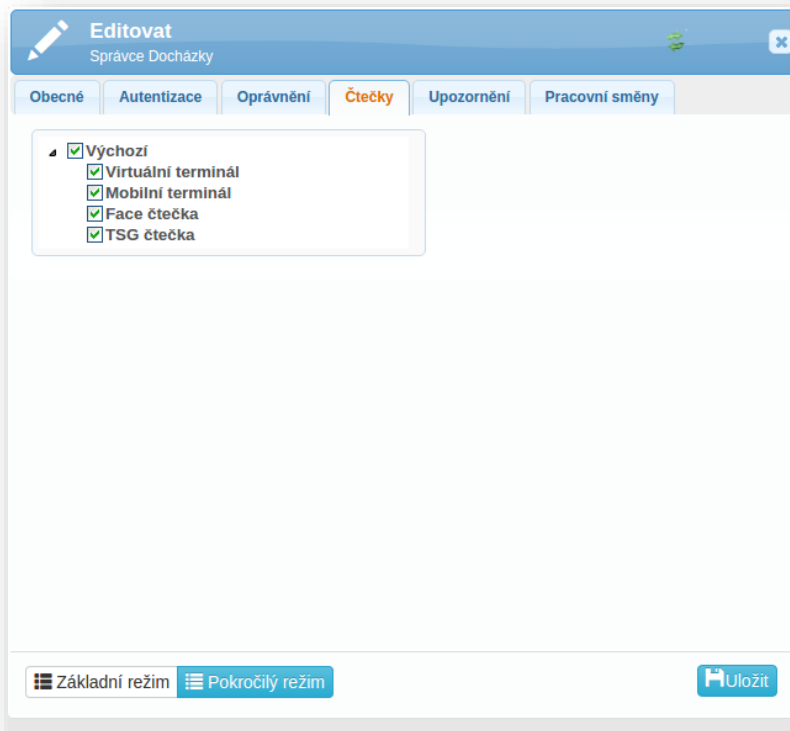 Editovat
Správce Docházky
Obecné Autentizace Oprávnění Čtečky Upozornění Pracovní směny
Výchozí
Virtuální terminál
Mobilní terminál
Face čtečka
TSG čtečka
Základní režim Pokročilý režim Uložit